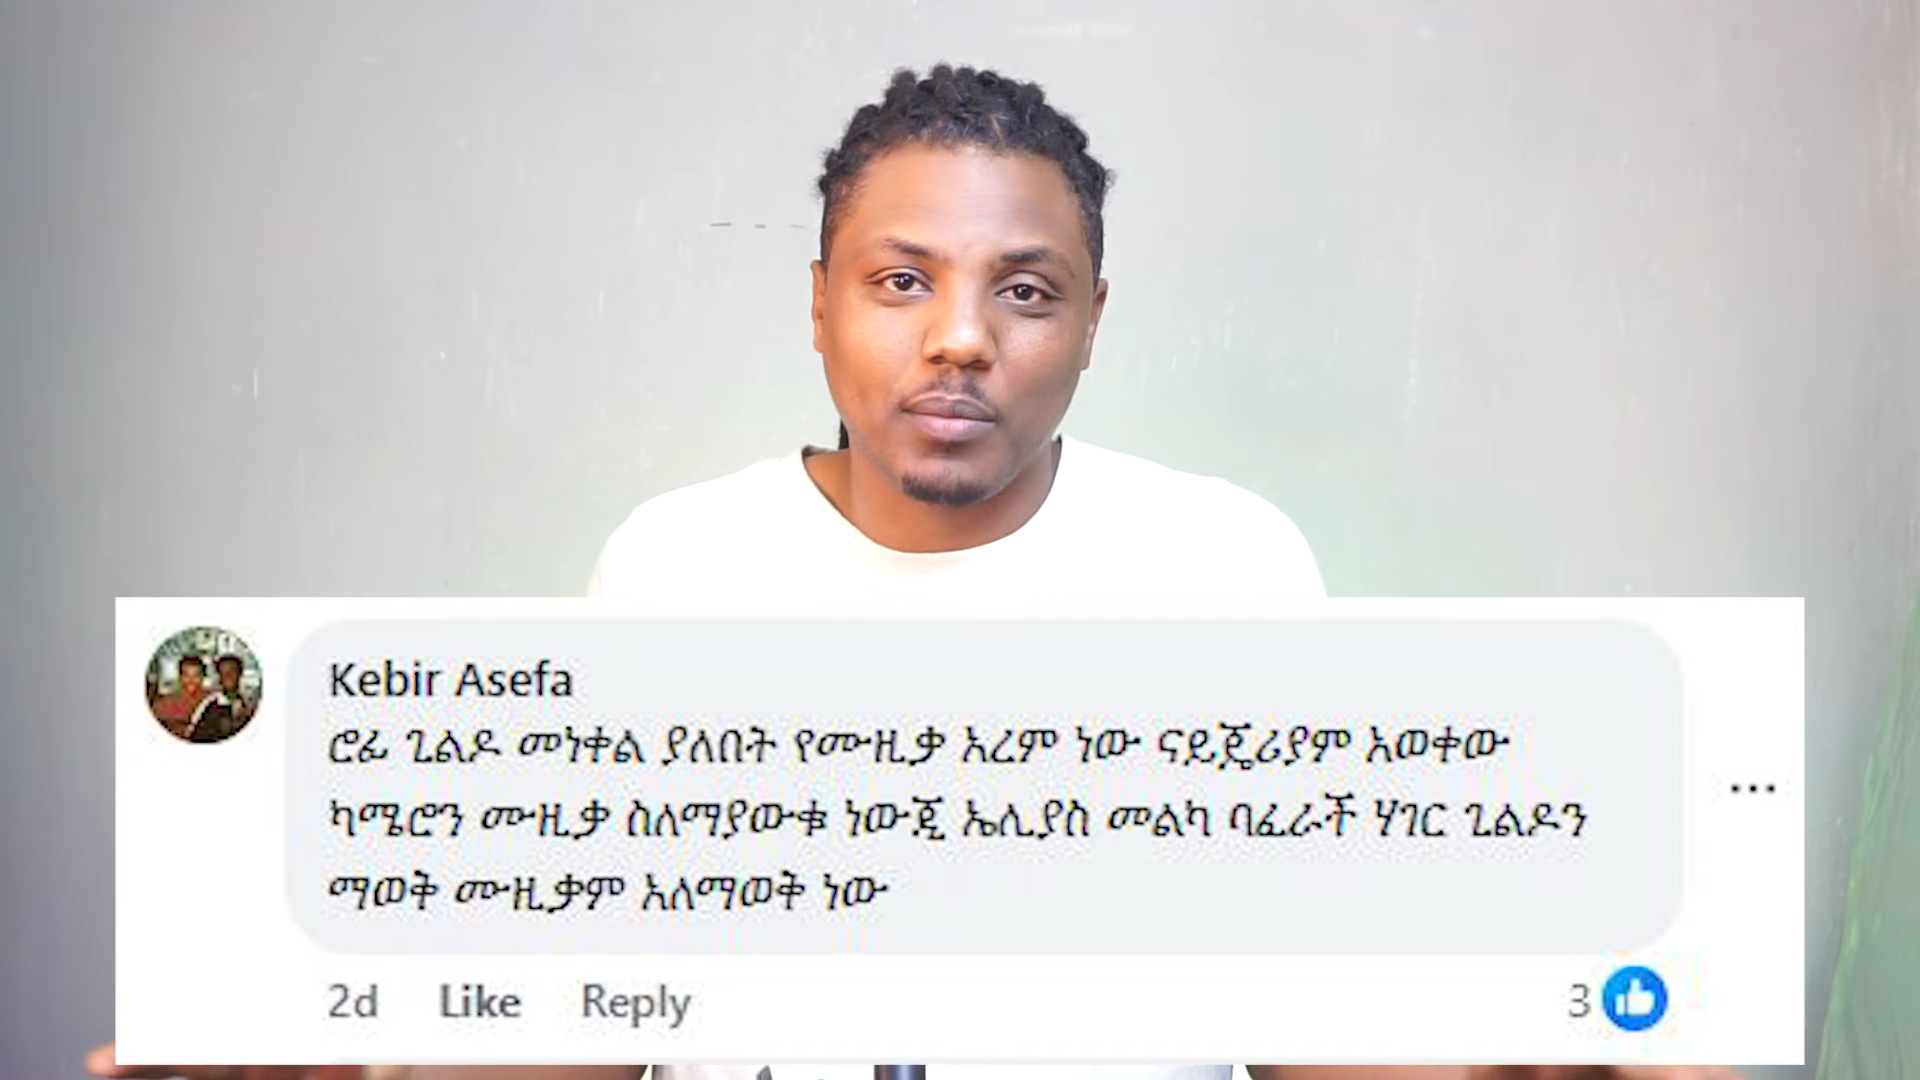 Kebir Asefa
ሮፊ ጊልዶ መነቀል ያለበት የሙዚቃ አረም ነው ናይጄሪያም አወቀው
ካሜሮን ሙዚቃ ስለማያውቁ ነውጂ ኤሊያስ መልካ ባፈራች ሃገር ጊልዶን
ማወቅ ሙዚቃም አለማወቅ ነው
2d Like Reply 3